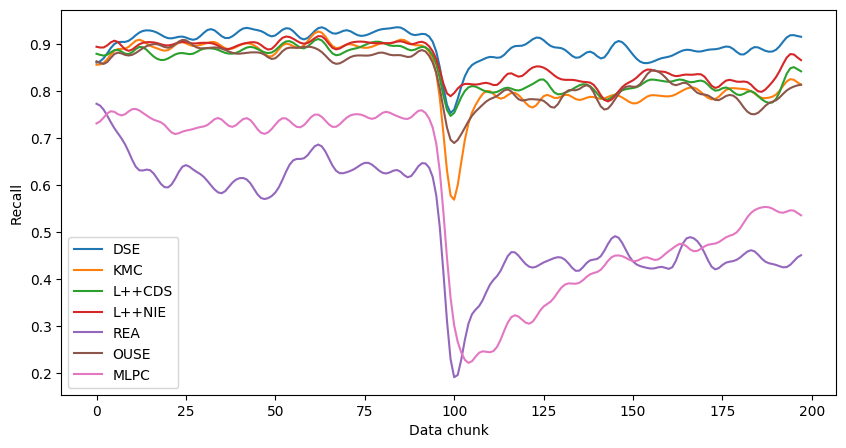 0.9
0.8
0.7
0.6
0.5
0.4
0.3
0.2
Recall
DSE
KMC
L++CDS
L++NIE
REA
OUSE
MLPC
0 25 50 75 100 125 150 175 200
Data chunk